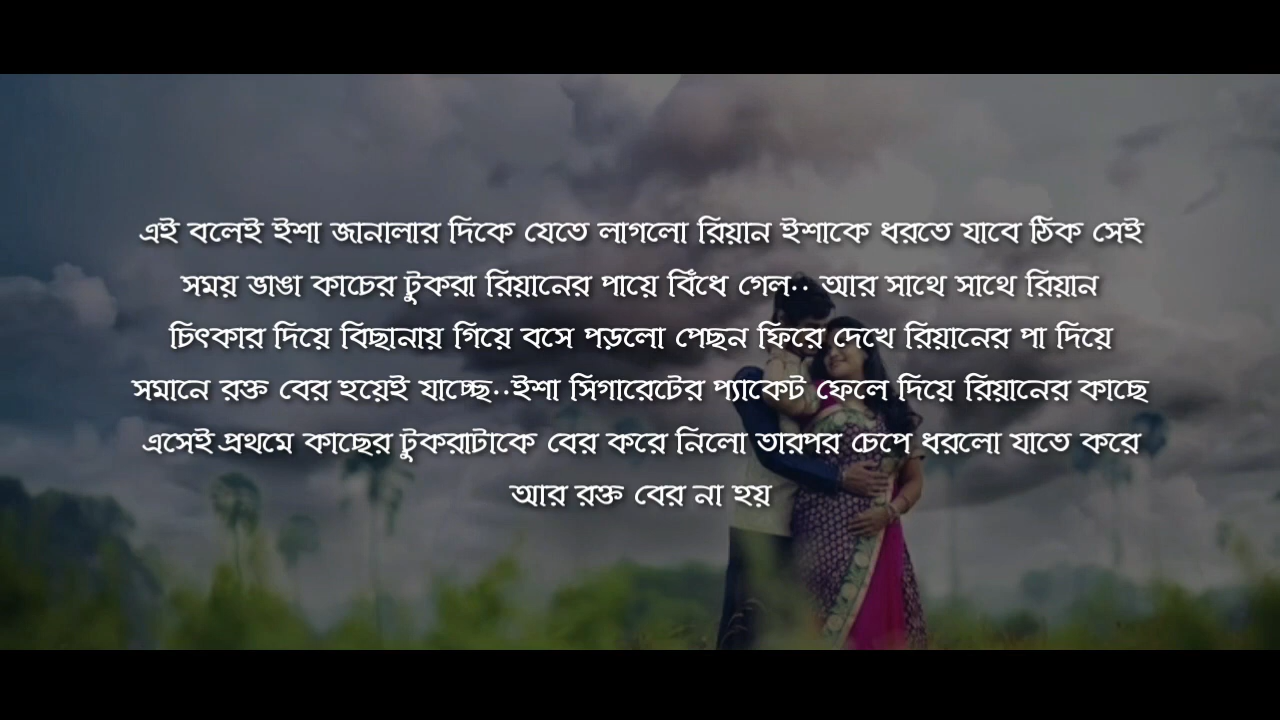 এই বলেই ইশা জানালার দিকে যেতে লাগলো রিয়ান ইশাকে ধরতে যাবে ঠিক সেই
সময় ভাঙা কাচের টুকরা রিয়ানের পায়ে বিঁধে গেল.. আর সাথে সাথে রিয়ান
চিৎকার দিয়ে বিছানায় গিয়ে বসে পড়লো পেছন ফিরে দেখে রিয়ানের পা দিয়ে
সমানে রক্ত বের হয়েই যাচ্ছে..ইশা সিগারেটের প্যাকেট ফেলে দিয়ে রিয়ানের কাছে
এসেই প্রথমে কাছের টুকরাটাকে বের করে নিলো তারপর চেপে ধরলো যাতে করে
আর রক্ত বের না হয়